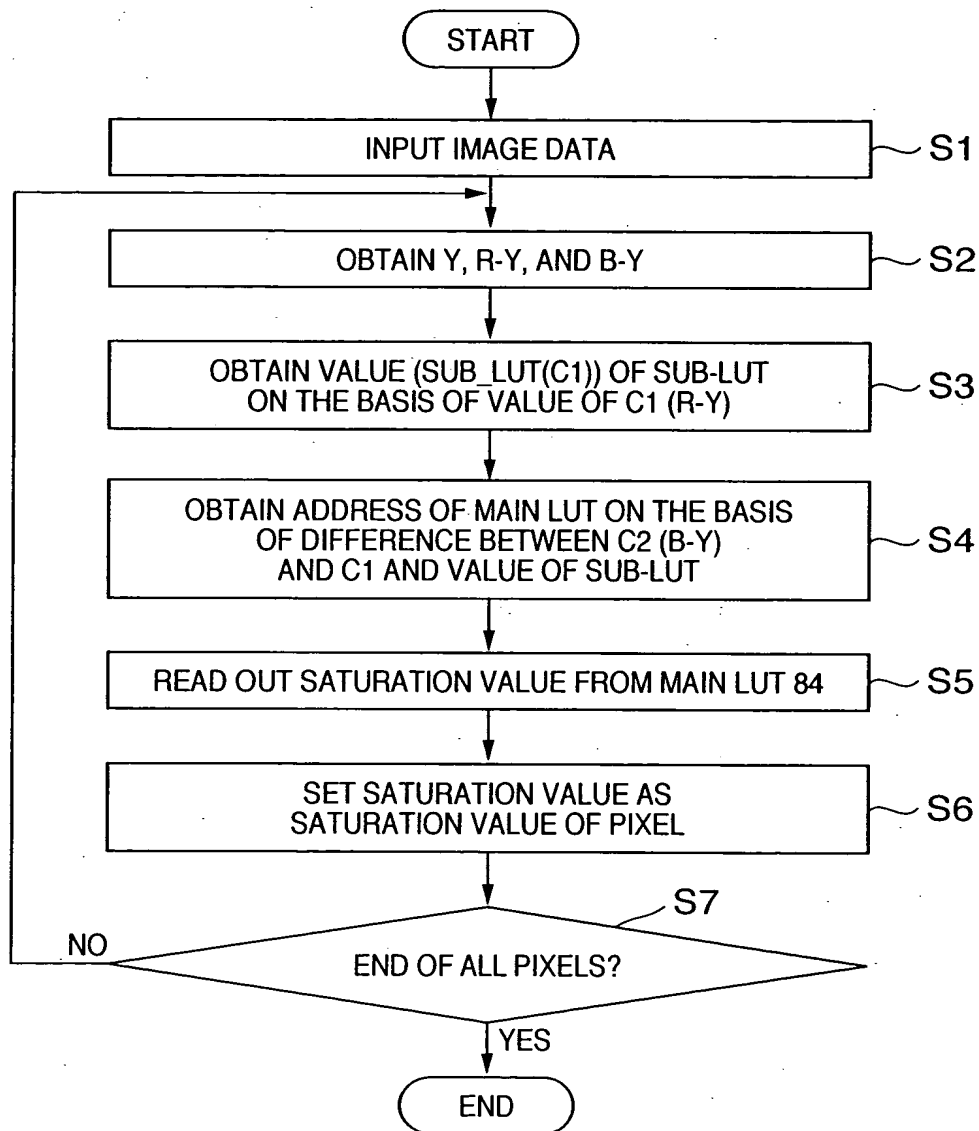 START
INPUT IMAGE DATA
S1
OBTAIN Y, R-Y, AND B-Y
S2
OBTAIN VALUE (SUB_LUT(C1)) OF SUB-LUT
ON THE BASIS OF VALUE OF C1 (R-Y)
S3
OBTAIN ADDRESS OF MAIN LUT ON THE BASIS
OF DIFFERENCE BETWEEN C2 (B-Y)
AND C1 AND VALUE OF SUB-LUT
S4
READ OUT SATURATION VALUE FROM MAIN LUT 84
S5
SET SATURATION VALUE AS
SATURATION VALUE OF PIXEL
S6
S7
NO
END OF ALL PIXELS?
YES
END